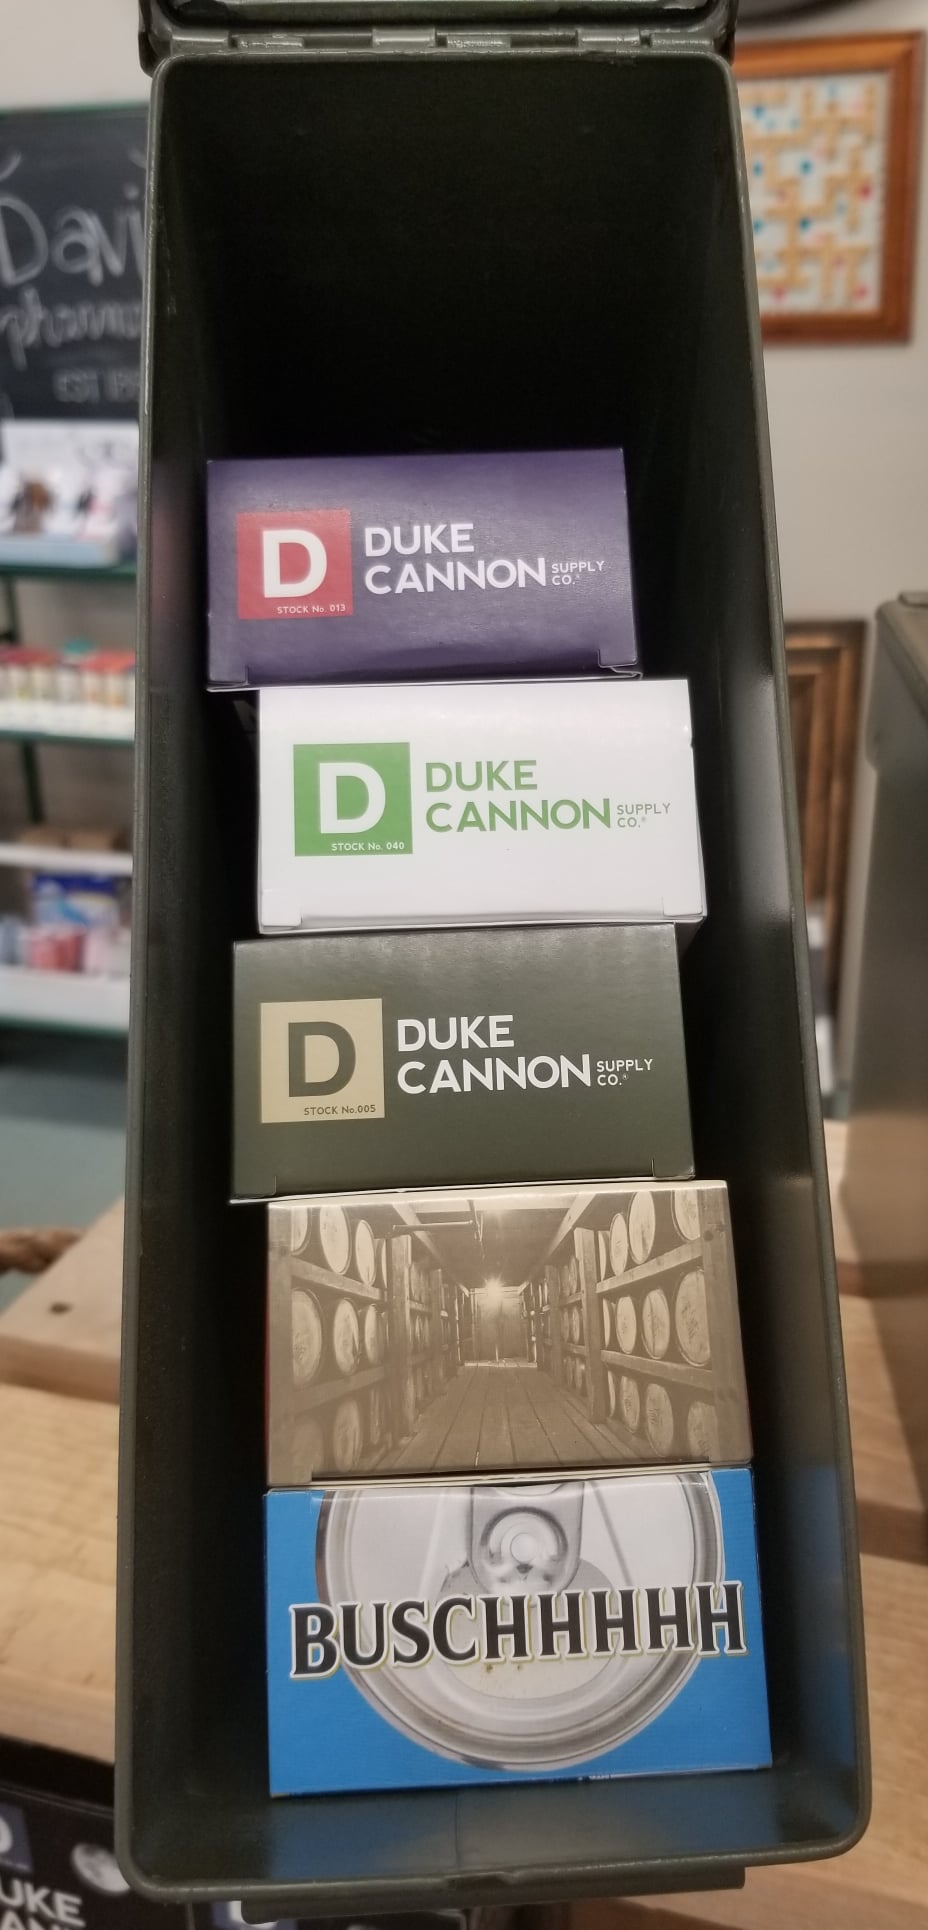 DUKE
CANNON SUPPLY CO.®
STOCK No. 013
DUKE
CANNON SUPPLY CO.®
STOCK No. 040
DUKE
CANNON SUPPLY CO.®
STOCK No.005
BUSCHHHHH